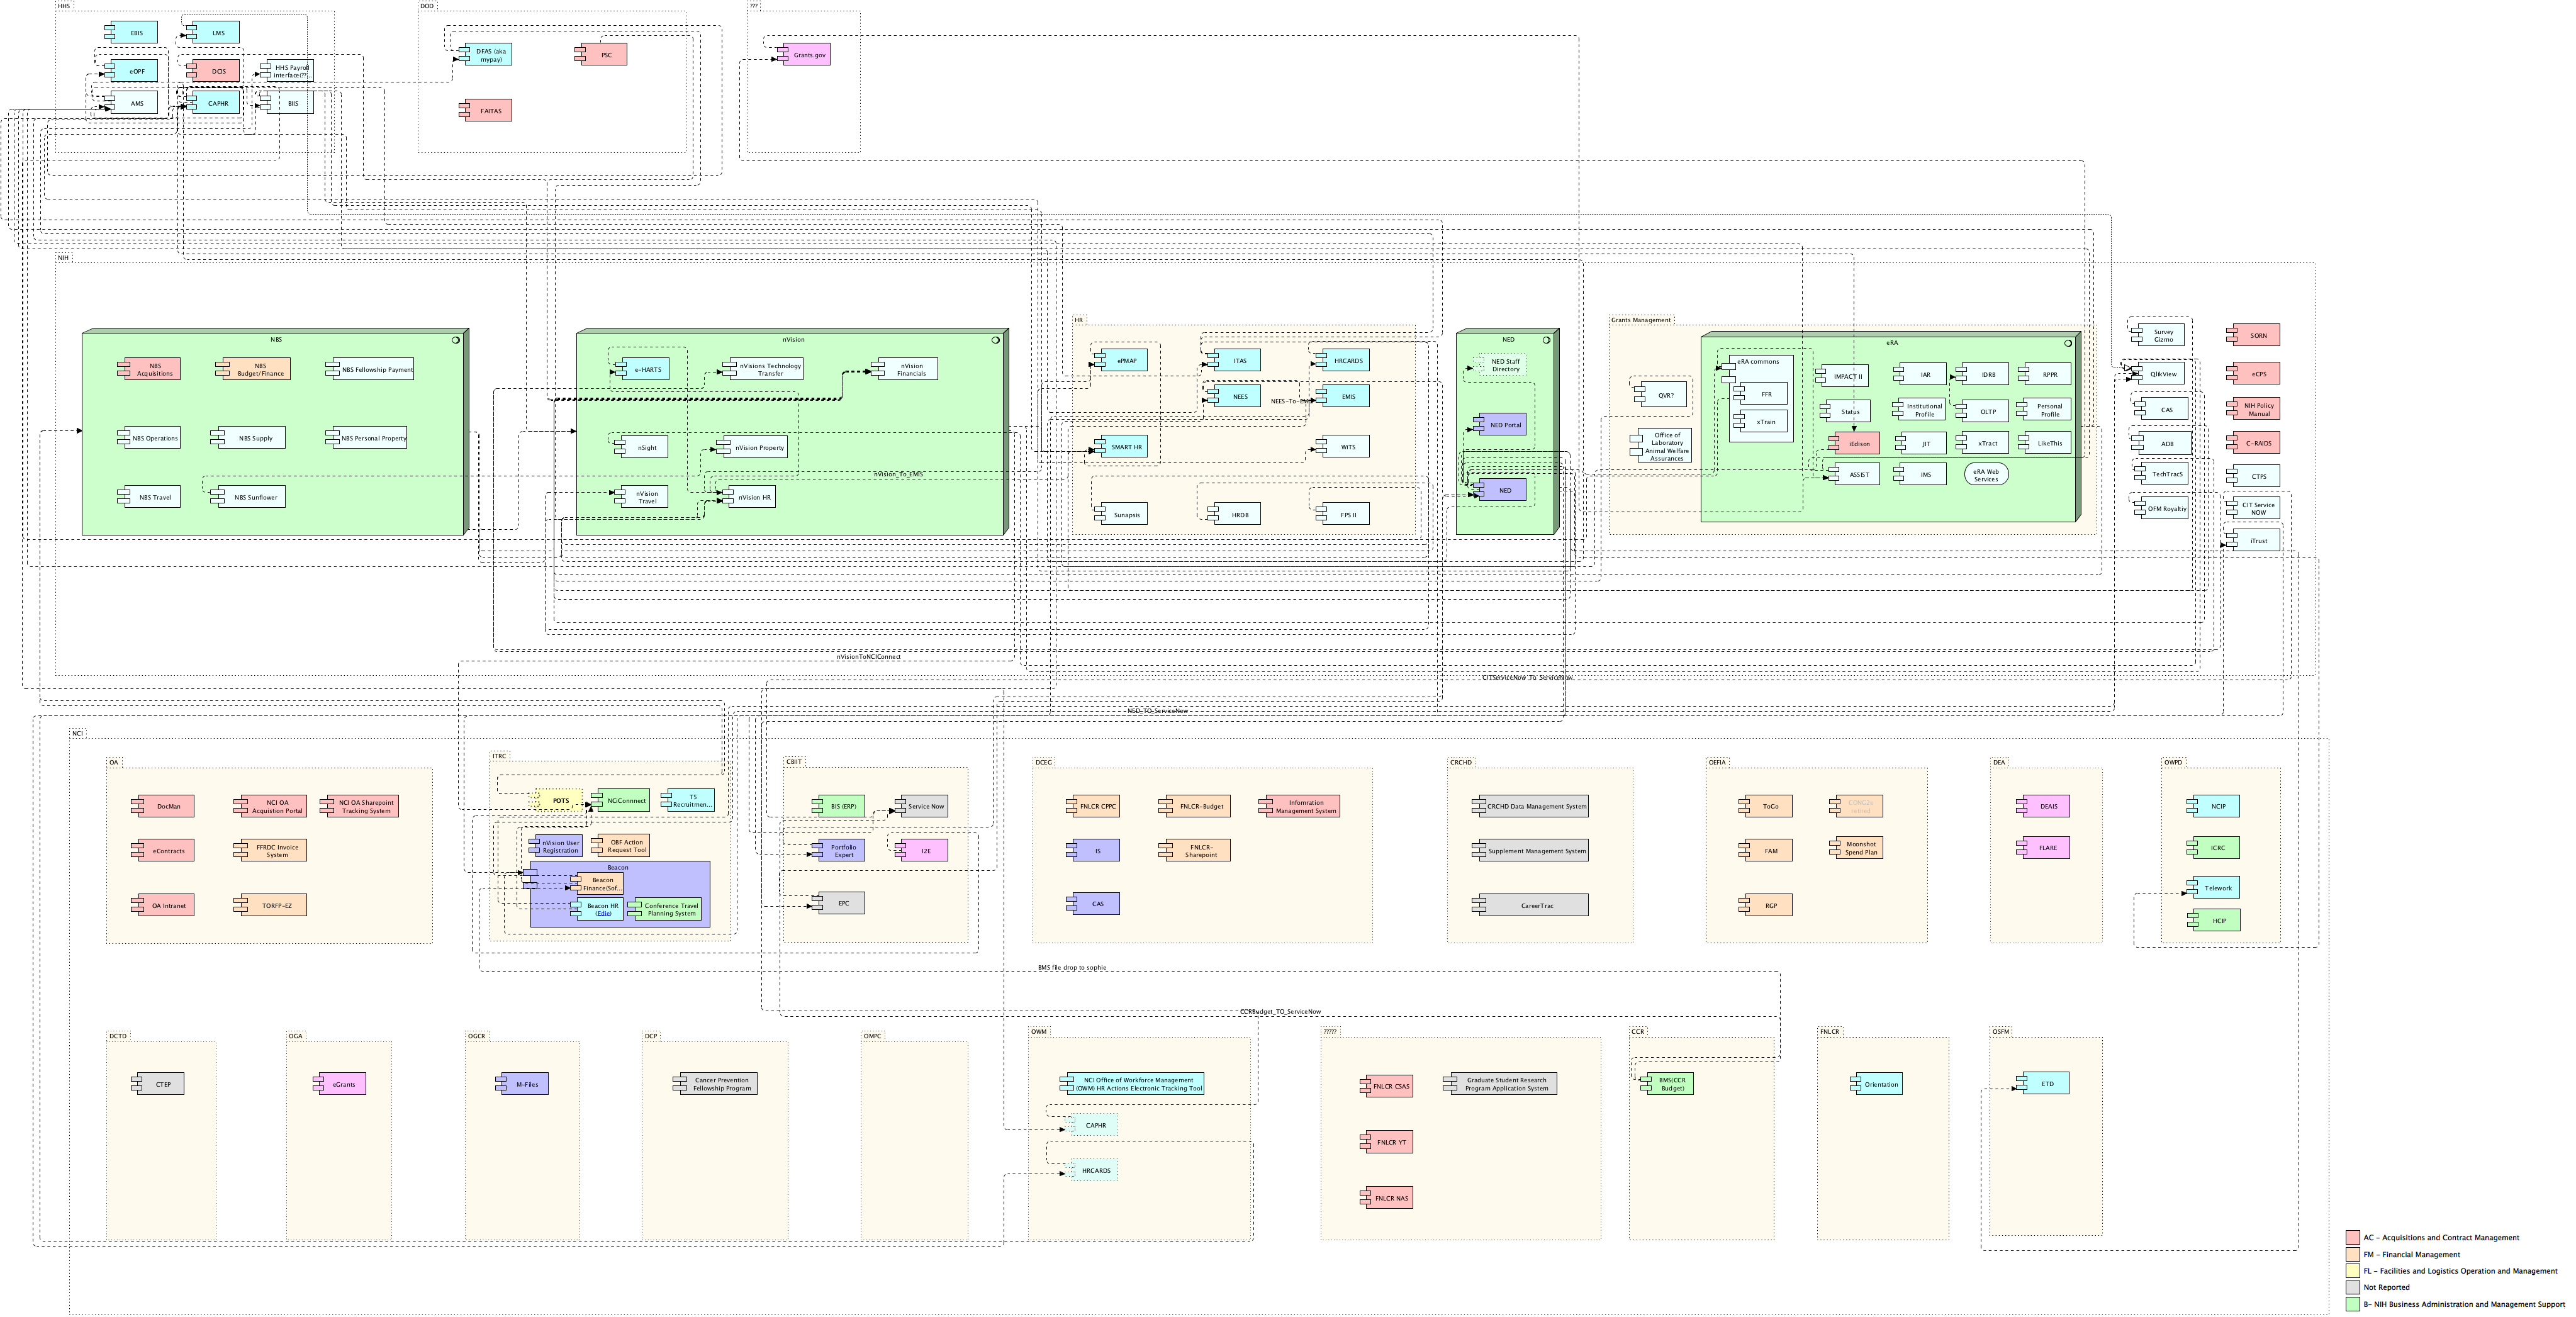 HHS
DOD
???
EBIS
LMS
DFAS (aka
mypay)
PSC
Grants.gov
eOPF
DCIS
HHS Payroll
interface(??...
AMS
CAPHR
BIIS
FAITAS
NIH
HR
Grants Management
NBS
nVision
NED
eRA
NBS
Acquisitions
NBS
Budget/Finance
NBS Fellowship Payment
NBS Operations
NBS Supply
NBS Personal Property
NBS Travel
NBS Sunflower
e-HARTS
nVisions Technology
Transfer
nVision
Financials
nSight
nVision Property
nVision_To_EMIS
nVision
Travel
nVision HR
ePMAP
ITAS
HRCARDS
NEES
NEES-To-EMIS
EMIS
SMART HR
WiTS
Sunapsis
HRDB
FPS II
NED Staff
Directory
NED Portal
NED
QVR?
Office of
Laboratory
Animal Welfare
Assurances
eRA commons
FFR
xTrain
IMPACT II
IAR
IDRB
RPPR
Status
Institutional
Profile
OLTP
Personal
Profile
iEdison
JIT
xTract
LikeThis
ASSIST
IMS
eRA Web
Services
Survey
Gizmo
SORN
QlikView
eCPS
CAS
NIH Policy
Manual
ADB
C-RAIDS
TechTracS
CTPS
OFM Royaltiy
CIT Service
NOW
iTrust
nVisionToNCIConnect
CITServiceNow_To_ServiceNow
NED_TO_ServiceNow
NCI
OA
ITRC
CBIIT
DCEG
CRCHD
OEFIA
DEA
OWPD
DocMan
NCI OA
Acquistion Portal
NCI OA Sharepoint
Tracking System
eContracts
FFRDC Invoice
System
OA Intranet
TORFP-EZ
POTS
NCiConnnect
TS
Recruitmen...
nVision User
Registration
OBF Action
Request Tool
Beacon
Beacon
Finance(Sof...
Beacon HR
(Edie)
Conference Travel
Planning System
BIS (ERP)
Service Now
Portfolio
Expert
I2E
EPC
FNLCR CPPC
FNLCR-Budget
Infomration
Management System
IS
FNLCR-
Sharepoint
CAS
CRCHD Data Management System
Supplement Management System
CareerTrac
ToGo
FAM
Moonshot
Spend Plan
RGP
DEAIS
FLARE
NCIP
ICRC
Telework
HCIP
BMS file drop to sophie
CCRBudget_TO_ServiceNow
DCTD
OGA
OGCR
DCP
OMPC
OWM
?????
CCR
FNLCR
OSFM
CTEP
eGrants
M-Files
Cancer Prevention
Fellowship Program
NCI Office of Workforce Management
(OWM) HR Actions Electronic Tracking Tool
CAPHR
HRCARDS
FNLCR CSAS
Graduate Student Research
Program Application System
FNLCR YT
FNLCR NAS
BMS(CCR
Budget)
Orientation
ETD
AC - Acquisitions and Contract Management
FM - Financial Management
FL - Facilities and Logistics Operation and Management
Not Reported
B- NIH Business Administration and Management Support